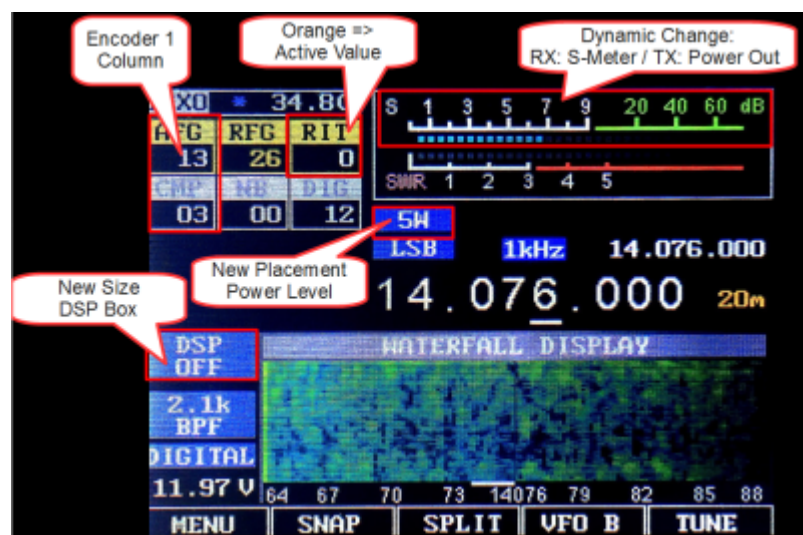 Encoder 1
Column
Orange =>
Active Value
Dynamic Change:
RX: S-Meter / TX: Power Out
* 34.8
S 1 3 5 7 9 20 40 60 dB
AFG RFG RIT
13 26 0
SWR 1 2 3 4 5
CMP NB DIG
03 00 12
5W
LSB 1kHz 14.076.000
New Placement
Power Level
14.076.000 20m
New Size
DSP Box
DSP
OFF
WATERFALL DISPLAY
2.1k
BPF
DIGITAL
11.97 V
64 67 70 73 14076 79 82 85 88
MENU SNAP SPLIT VFO B TUNE